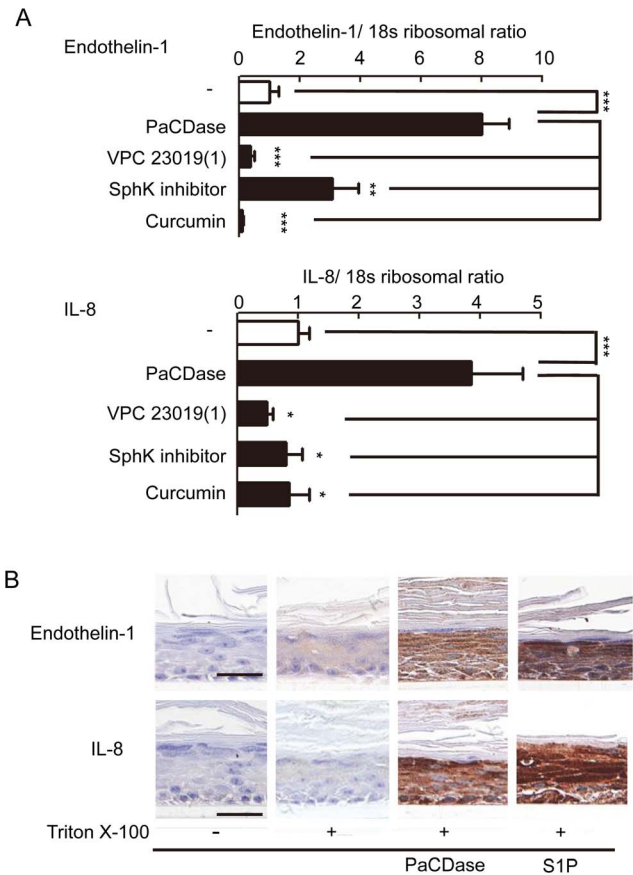 A
Endothelin-1
Endothelin-1/ 18s ribosomal ratio
0 2 4 6 8 10
-
***
PaCDase
VPC 23019(1) ***
SphK inhibitor **
Curcumin ***
IL-8/ 18s ribosomal ratio
IL-8
0 1 2 3 4 5
-
***
PaCDase
VPC 23019(1) *
SphK inhibitor *
Curcumin *
B
Endothelin-1
IL-8
Triton X-100 - + + +
PaCDase S1P